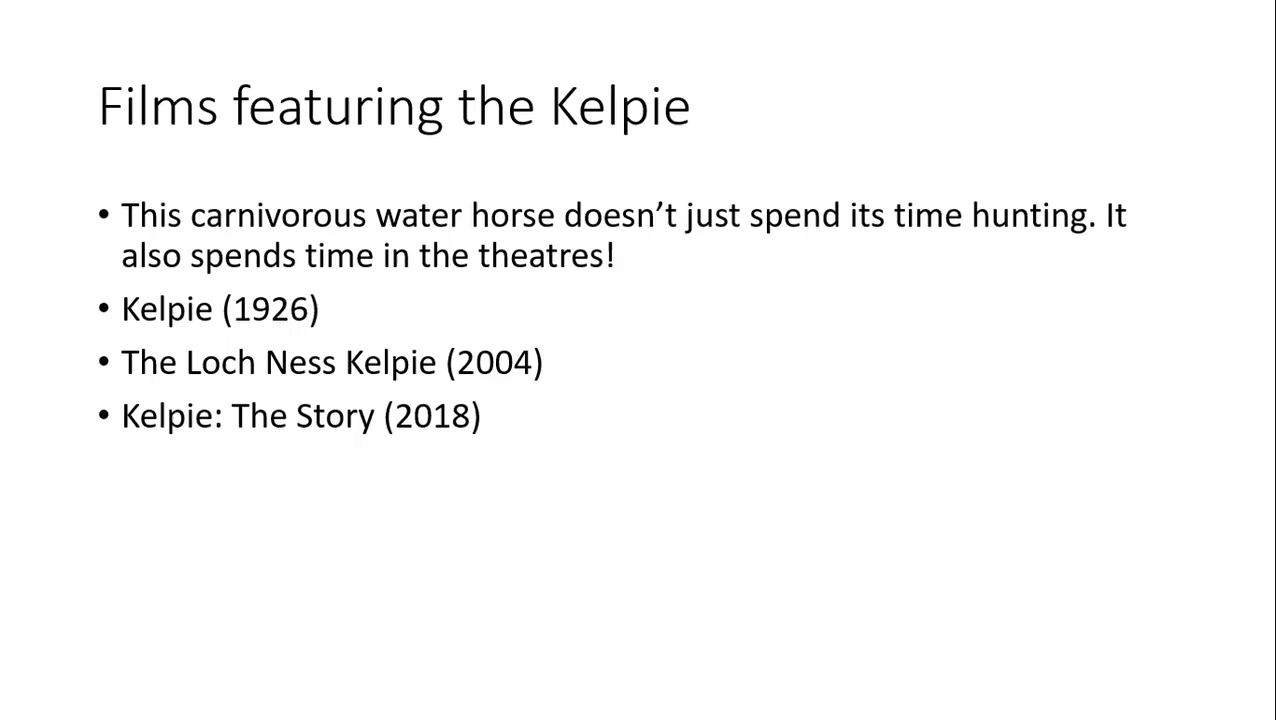 Films featuring the Kelpie
• This carnivorous water horse doesn’t just spend its time hunting. It
also spends time in the theatres!
• Kelpie (1926)
• The Loch Ness Kelpie (2004)
• Kelpie: The Story (2018)